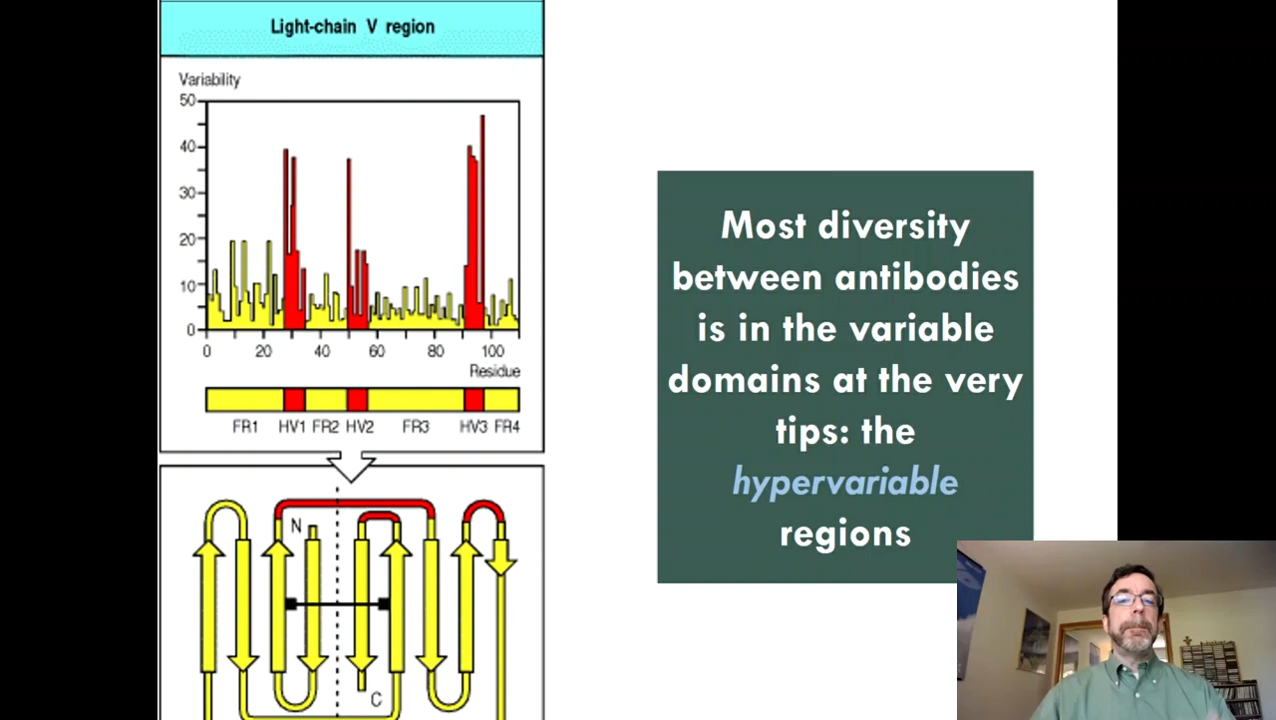 Light-chain V region
Variability
50
40
30
20
10
0
0 20 40 60 80 100
Residue
FR1 HV1 FR2 HV2 FR3 HV3 FR4
N
C
Most diversity
between antibodies
is in the variable
domains at the very
tips: the
hypervariable
regions